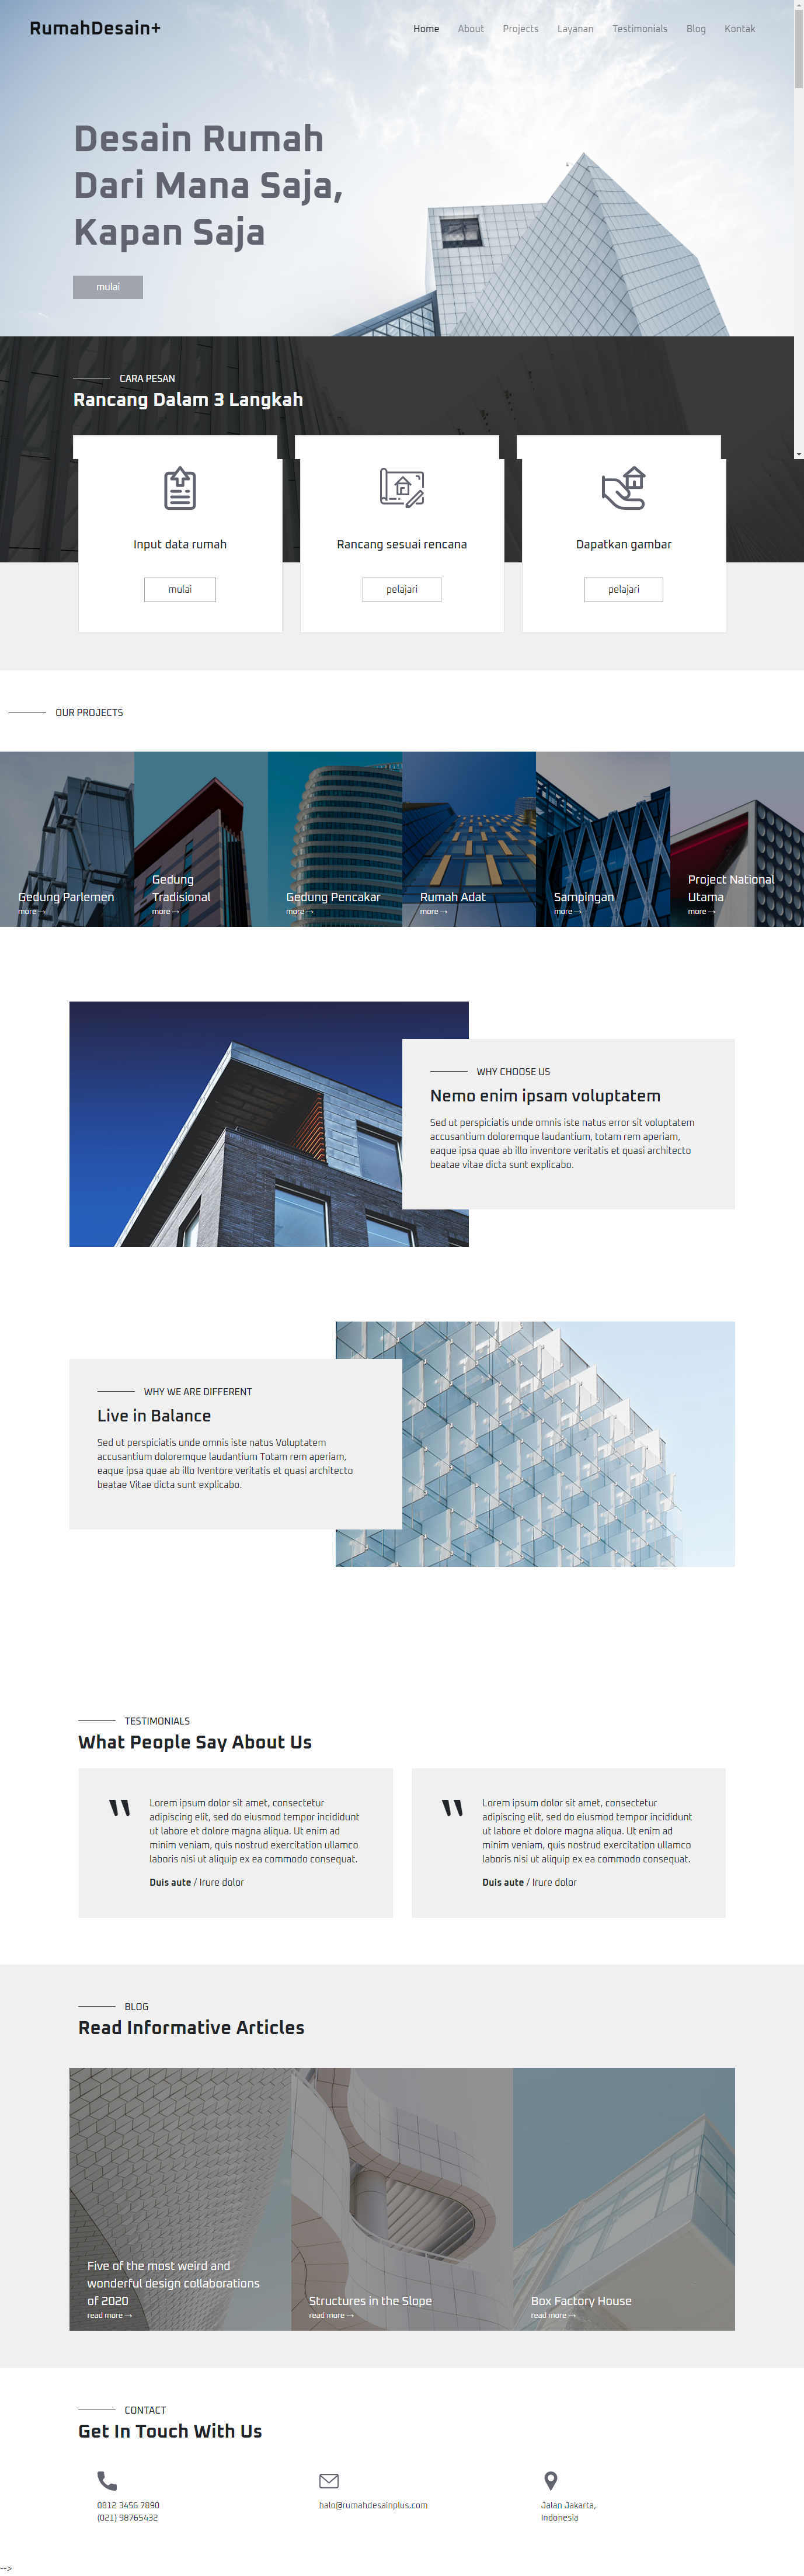 RumahDesain+
Home About Projects Layanan Testimonials Blog Kontak
Desain Rumah
Dari Mana Saja,
Kapan Saja
mulai
CARA PESAN
Rancang Dalam 3 Langkah
Input data rumah
mulai
Rancang sesuai rencana
pelajari
Dapatkan gambar
pelajari
OUR PROJECTS
Gedung Parlemen
more→
Gedung
Tradisional
more→
Gedung Pencakar
more→
Rumah Adat
more→
Sampingan
more→
Project National
Utama
more→
WHY CHOOSE US
Nemo enim ipsam voluptatem
Sed ut perspiciatis unde omnis iste natus error sit voluptatem
accusantium doloremque laudantium, totam rem aperiam,
eaque ipsa quae ab illo inventore veritatis et quasi architecto
beatae vitae dicta sunt explicabo.
WHY WE ARE DIFFERENT
Live in Balance
Sed ut perspiciatis unde omnis iste natus Voluptatem
accusantium doloremque laudantium Totam rem aperiam,
eaque ipsa quae ab illo Iventore veritatis et quasi architecto
beatae Vitae dicta sunt explicabo.
TESTIMONIALS
What People Say About Us
"
Lorem ipsum dolor sit amet, consectetur
adipiscing elit, sed do eiusmod tempor incididunt
ut labore et dolore magna aliqua. Ut enim ad
minim veniam, quis nostrud exercitation ullamco
laboris nisi ut aliquip ex ea commodo consequat.
Duis aute / Irure dolor
"
Lorem ipsum dolor sit amet, consectetur
adipiscing elit, sed do eiusmod tempor incididunt
ut labore et dolore magna aliqua. Ut enim ad
minim veniam, quis nostrud exercitation ullamco
laboris nisi ut aliquip ex ea commodo consequat.
Duis aute / Irure dolor
BLOG
Read Informative Articles
Five of the most weird and
wonderful design collaborations
of 2020
read more→
Structures in the Slope
read more→
Box Factory House
read more→
CONTACT
Get In Touch With Us
0812 3456 7890
(021) 98765432
halo@rumahdesainplus.com
Jalan Jakarta,
Indonesia
-->